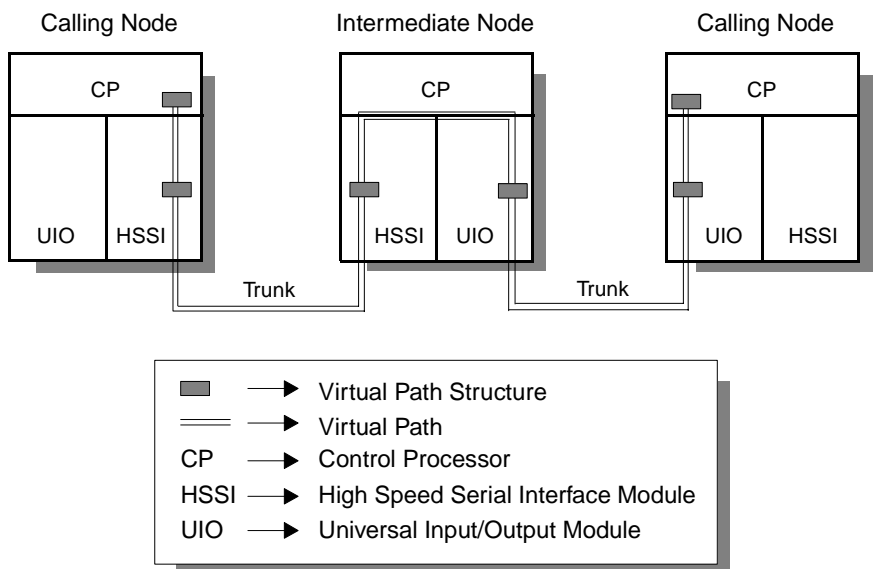 Calling Node
Intermediate Node
Calling Node
CP
CP
CP
UIO
HSSI
HSSI
UIO
UIO
HSSI
Trunk
Trunk
Virtual Path Structure
Virtual Path
CP
Control Processor
HSSI
High Speed Serial Interface Module
UIO
Universal Input/Output Module